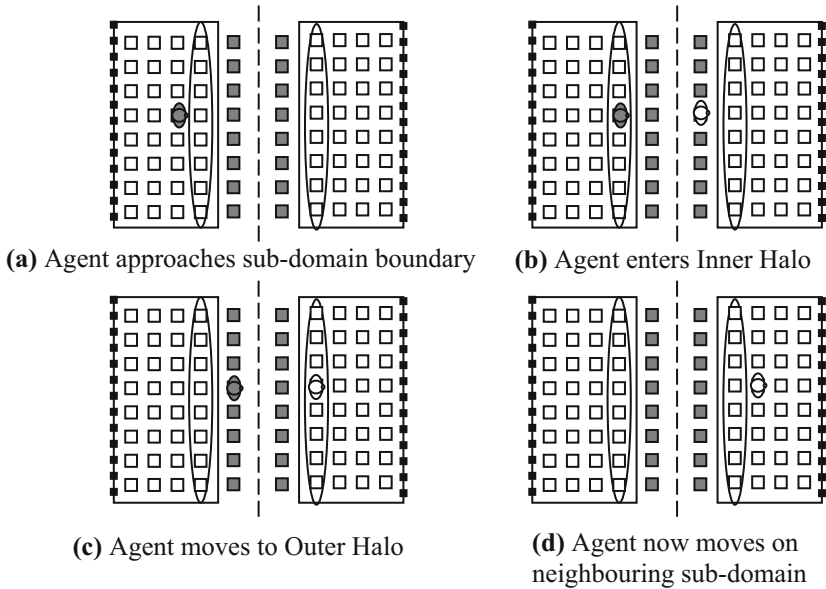 (a) Agent approaches sub-domain boundary
(b) Agent enters Inner Halo
(c) Agent moves to Outer Halo
(d) Agent now moves on
neighbouring sub-domain